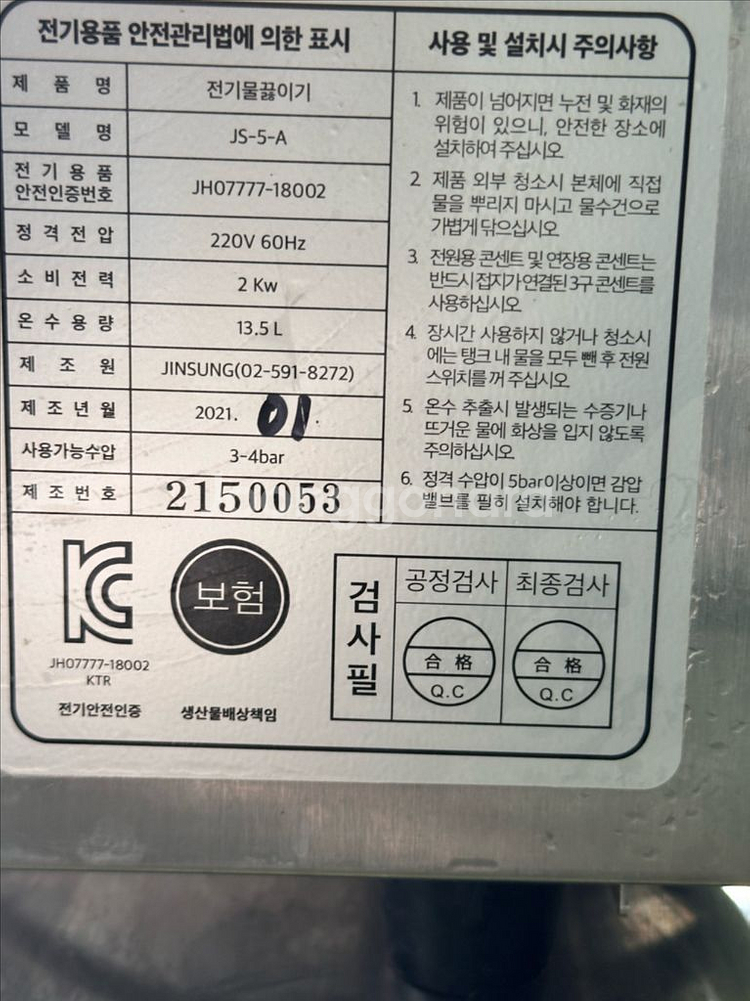 전기용품 안전관리법에 의한 표시
제 품 명 전기물끓이기
모 델 명 JS-5-A
전 기 용 품
안전인증번호 JH07777-18002
정 격 전 압 220V 60Hz
소 비 전 력 2 Kw
온 수 용 량 13.5 L
제 조 원 JINSUNG(02-591-8272)
제 조 년 월 2021. 01.
사용가능수압 3-4bar
제 조 번 호 2150053
사용 및 설치시 주의사항
1. 제품이 넘어지면 누전 및 화재의
위험이 있으니, 안전한 장소에
설치하여 주십시오
2. 제품 외부 청소시 본체에 직접
물을 뿌리지 마시고 물수건으로
가볍게 닦으십시오
3. 전원용 콘센트 및 연장용 콘센트는
반드시 접지가 연결된 3구 콘센트를
사용하십시오
4. 장시간 사용하지 않거나 청소시
에는 탱크 내 물을 모두 뺀 후 전원
스위치를 꺼 주십시오
5. 온수 추출시 발생되는 수증기나
뜨거운 물에 화상을 입지 않도록
주의하십시오
6. 정격 수압이 5bar이상이면 감압
밸브를 필히 설치해야 합니다.
보험
JH07777-18002
KTR
전기안전인증
생산물배상책임
검사필
공정검사 최종검사
合格 合格
Q.C Q.C